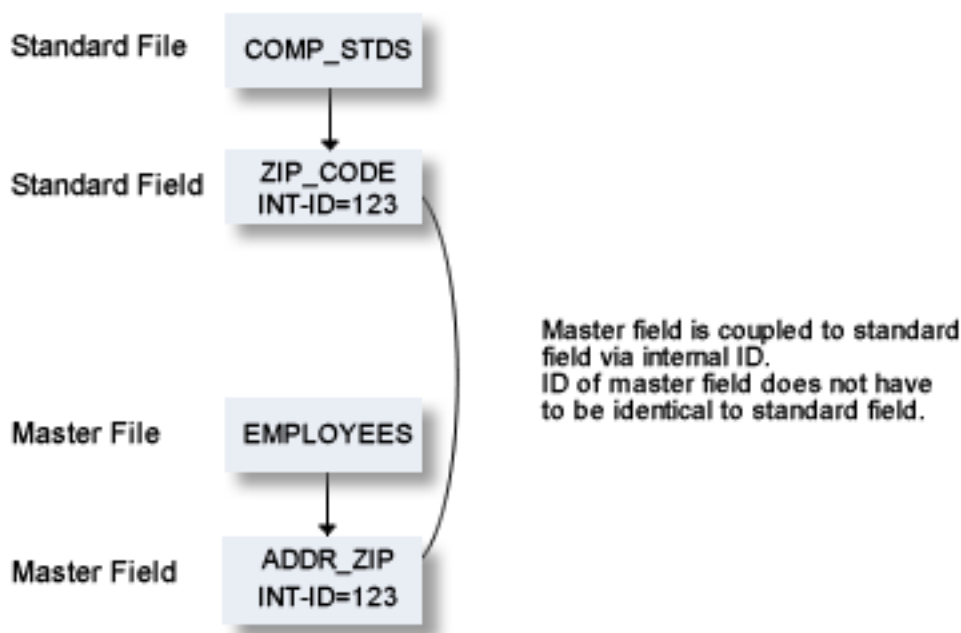 Standard File
COMP_STDS
Standard Field
ZIP_CODE
INT-ID=123
Master field is coupled to standard
field via internal ID.
ID of master field does not have
to be identical to standard field.
Master File
EMPLOYEES
Master Field
ADDR_ZIP
INT-ID=123